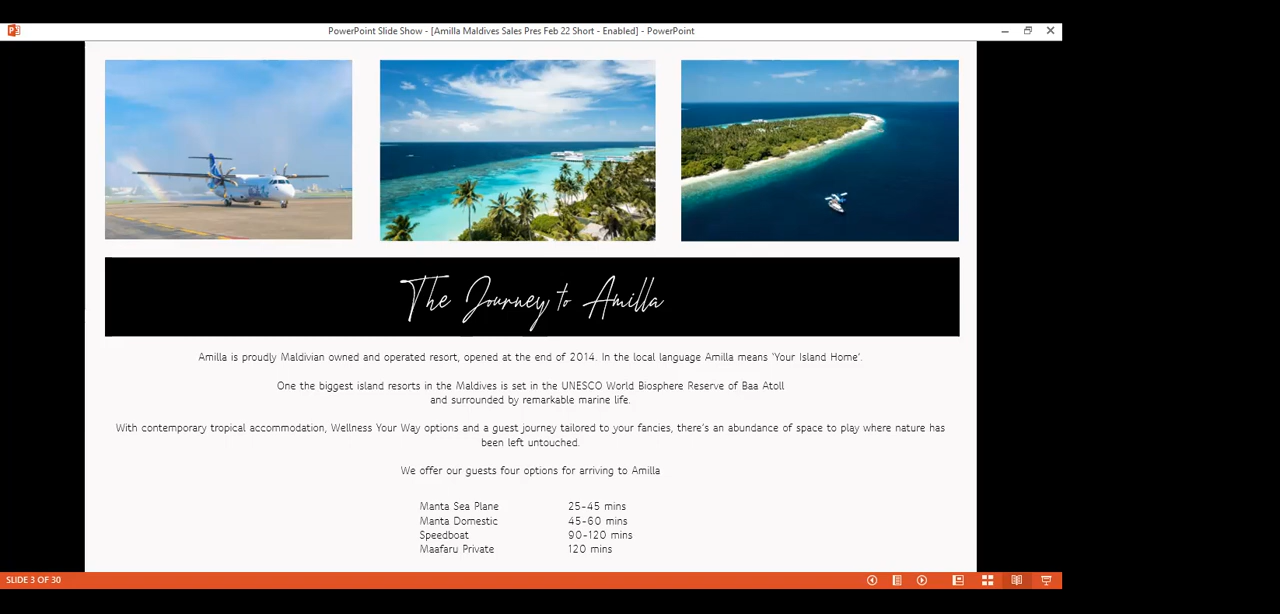 PowerPoint Slide Show - [Amilla Maldives Sales Pres Feb 22 Short - Enabled] - PowerPoint
The Journey to Amilla
Amilla is proudly Maldivian owned and operated resort, opened at the end of 2014. In the local language Amilla means 'Your Island Home'.
One the biggest island resorts in the Maldives is set in the UNESCO World Biosphere Reserve of Baa Atoll
and surrounded by remarkable marine life.
With contemporary tropical accommodation, Wellness Your Way options and a guest journey tailored to your fancies, there's an abundance of space to play where nature has
been left untouched.
We offer our guests four options for arriving to Amilla
Manta Sea Plane 25-45 mins
Manta Domestic 45-60 mins
Speedboat 90-120 mins
Maafaru Private 120 mins
SLIDE 3 OF 30